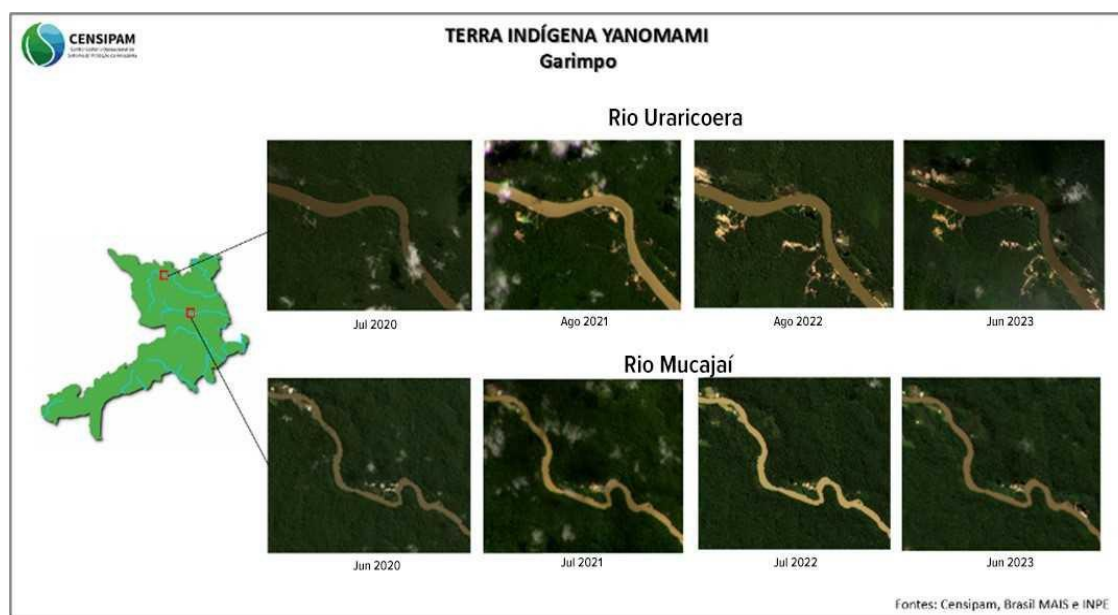 CENSIPAM
TERRA INDÍGENA YANOMAMI
Garimpo
Rio Uraricoera
Jul 2020
Ago 2021
Ago 2022
Jun 2023
Rio Mucajaí
Jun 2020
Jul 2021
Jul 2022
Jun 2023
Fontes: Censipam, Brasil MAIS e INPE